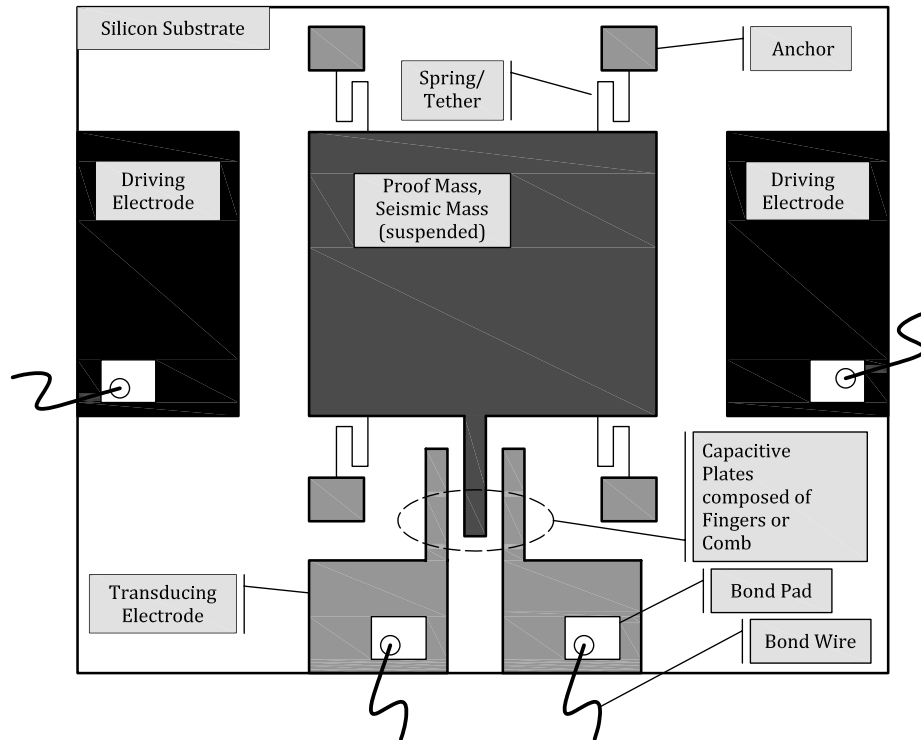 Silicon Substrate
Anchor
Spring/
Tether
Driving
Electrode
Proof Mass,
Seismic Mass
(suspended)
Driving
Electrode
Capacitive
Plates
composed of
Fingers or
Comb
Transducing
Electrode
Bond Pad
Bond Wire